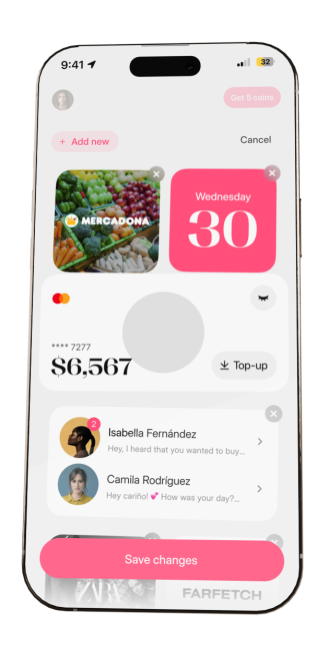 9:41
32
Get 5 coins
+ Add new
Cancel
MERCADONA
Wednesday
30
**** 7277
$6,567
Top-up
2
Isabella Fernández
Hey, I heard that you wanted to buy...
Camila Rodríguez
Hey cariño! 💕 How was your day?...
Save changes
ZARA
FARFETCH